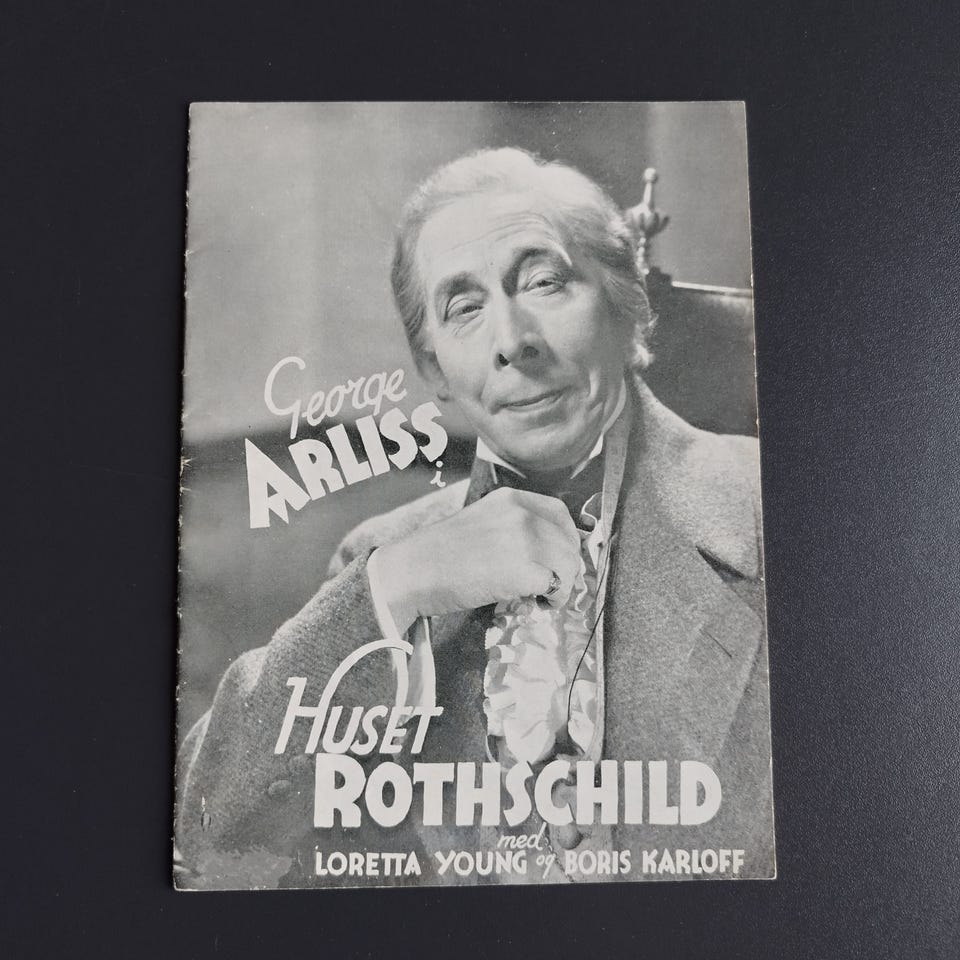 George
ARLISS
i
HUSET
ROTHSCHILD
med
LORETTA YOUNG og BORIS KARLOFF